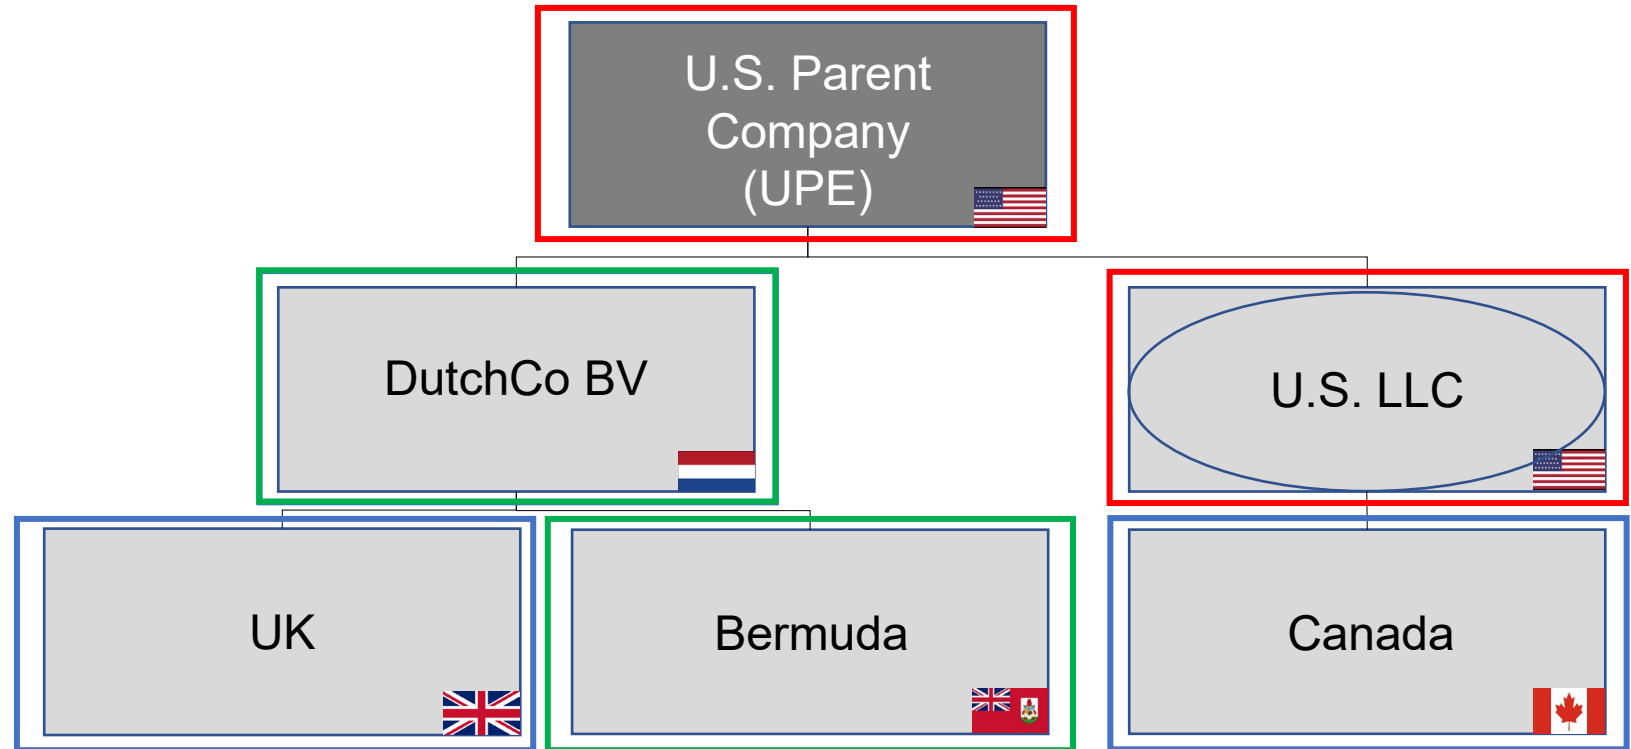 U.S. Parent
Company
(UPE)
DutchCo BV
U.S. LLC
UK
Bermuda
Canada